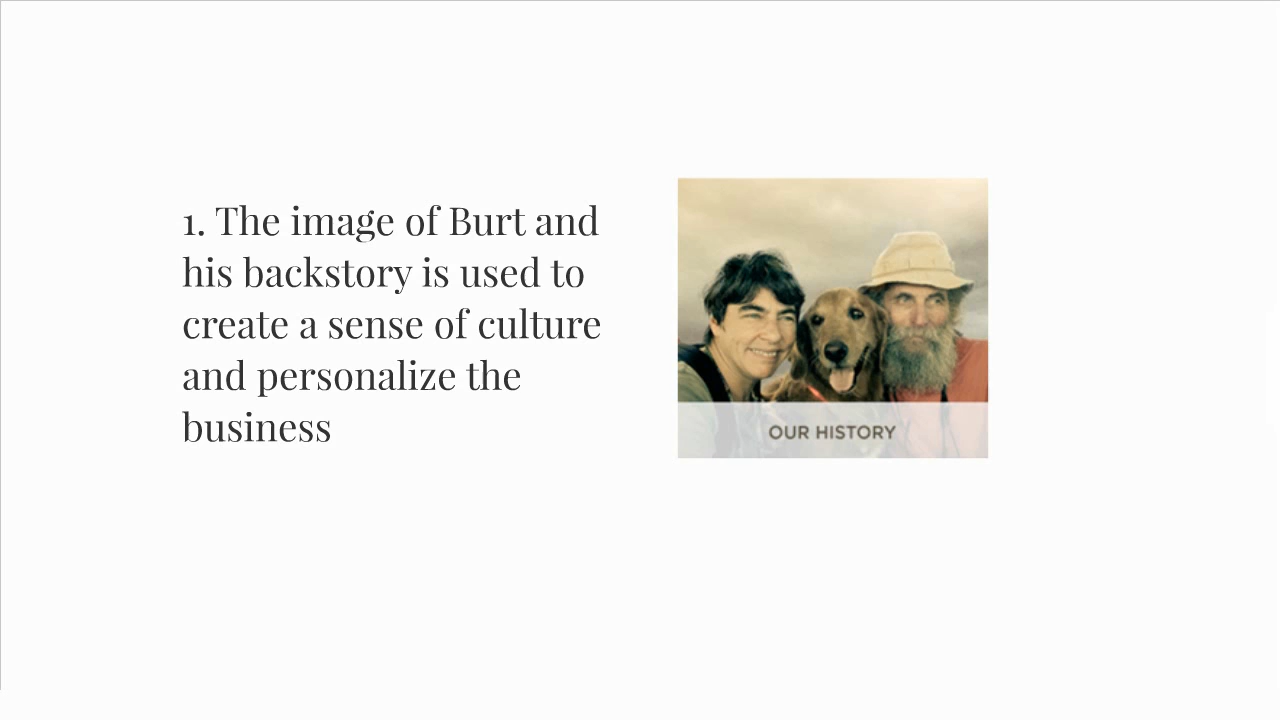 1. The image of Burt and
his backstory is used to
create a sense of culture
and personalize the
business
OUR HISTORY